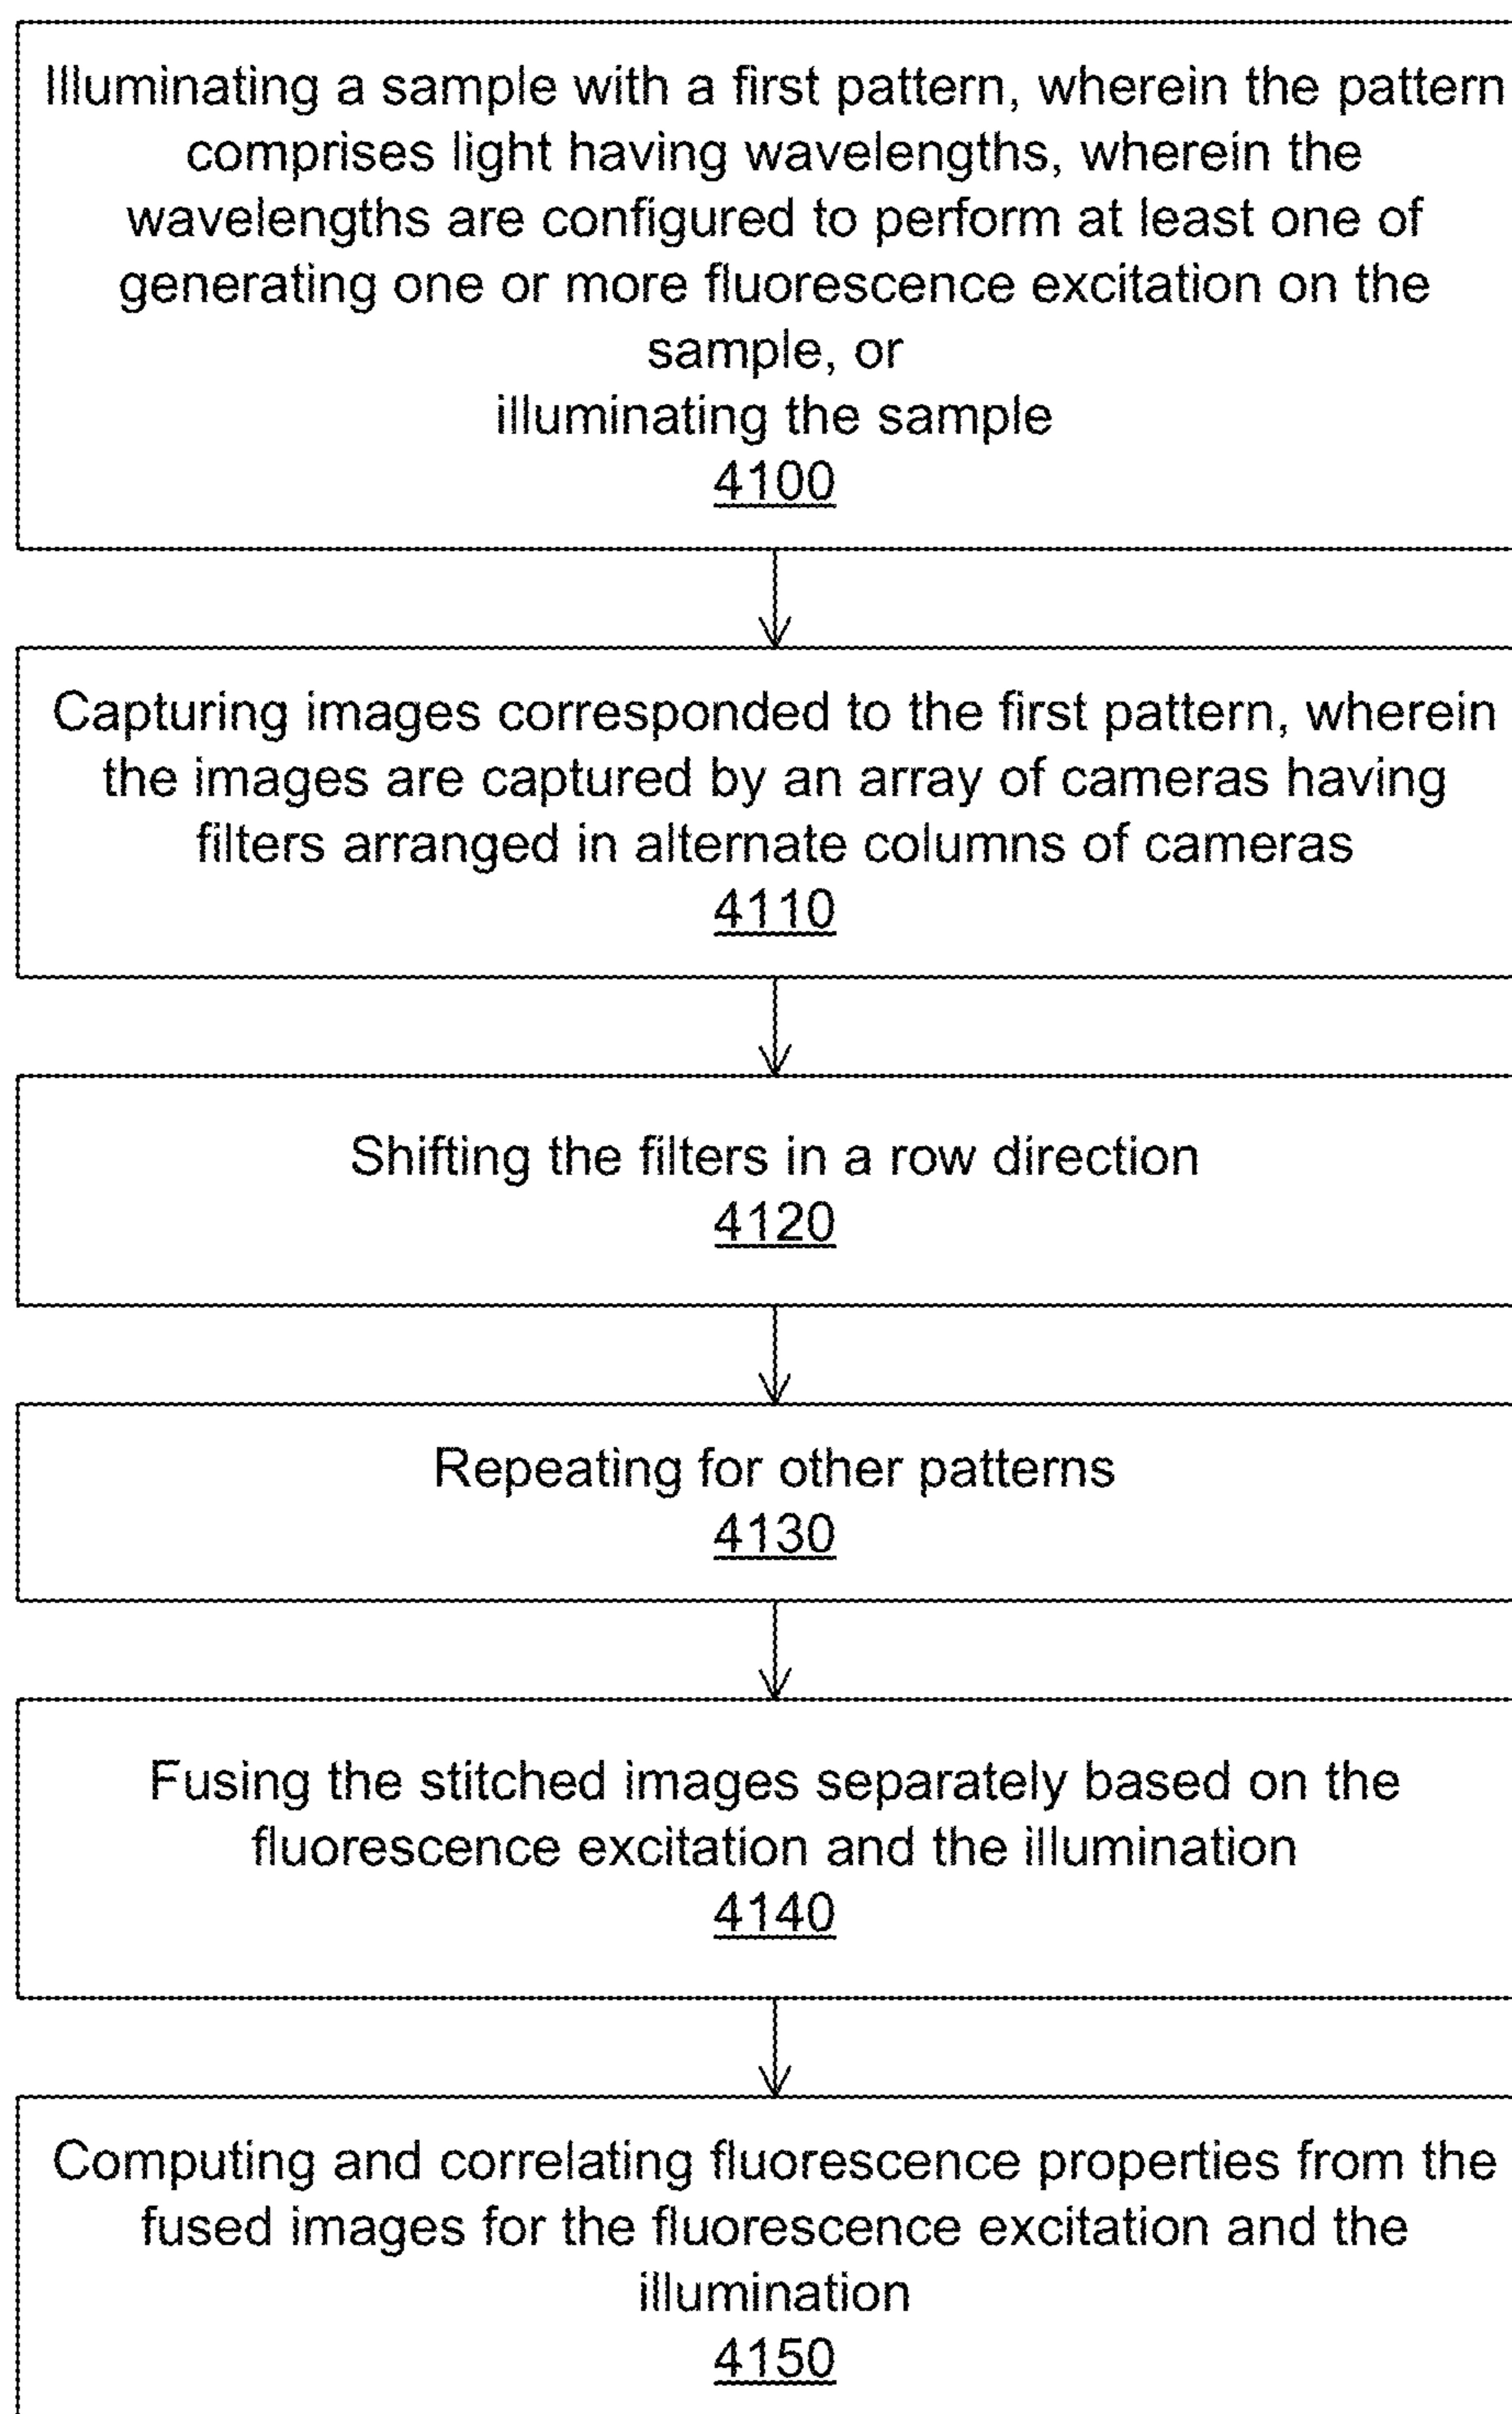 Illuminating a sample with a first pattern, wherein the pattern
comprises light having wavelengths, wherein the
wavelengths are configured to perform at least one of
generating one or more fluorescence excitation on the
sample, or
illuminating the sample
4100
Capturing images corresponded to the first pattern, wherein
the images are captured by an array of cameras having
filters arranged in alternate columns of cameras
4110
Shifting the filters in a row direction
4120
Repeating for other patterns
4130
Fusing the stitched images separately based on the
fluorescence excitation and the illumination
4140
Computing and correlating fluorescence properties from the
fused images for the fluorescence excitation and the
illumination
4150